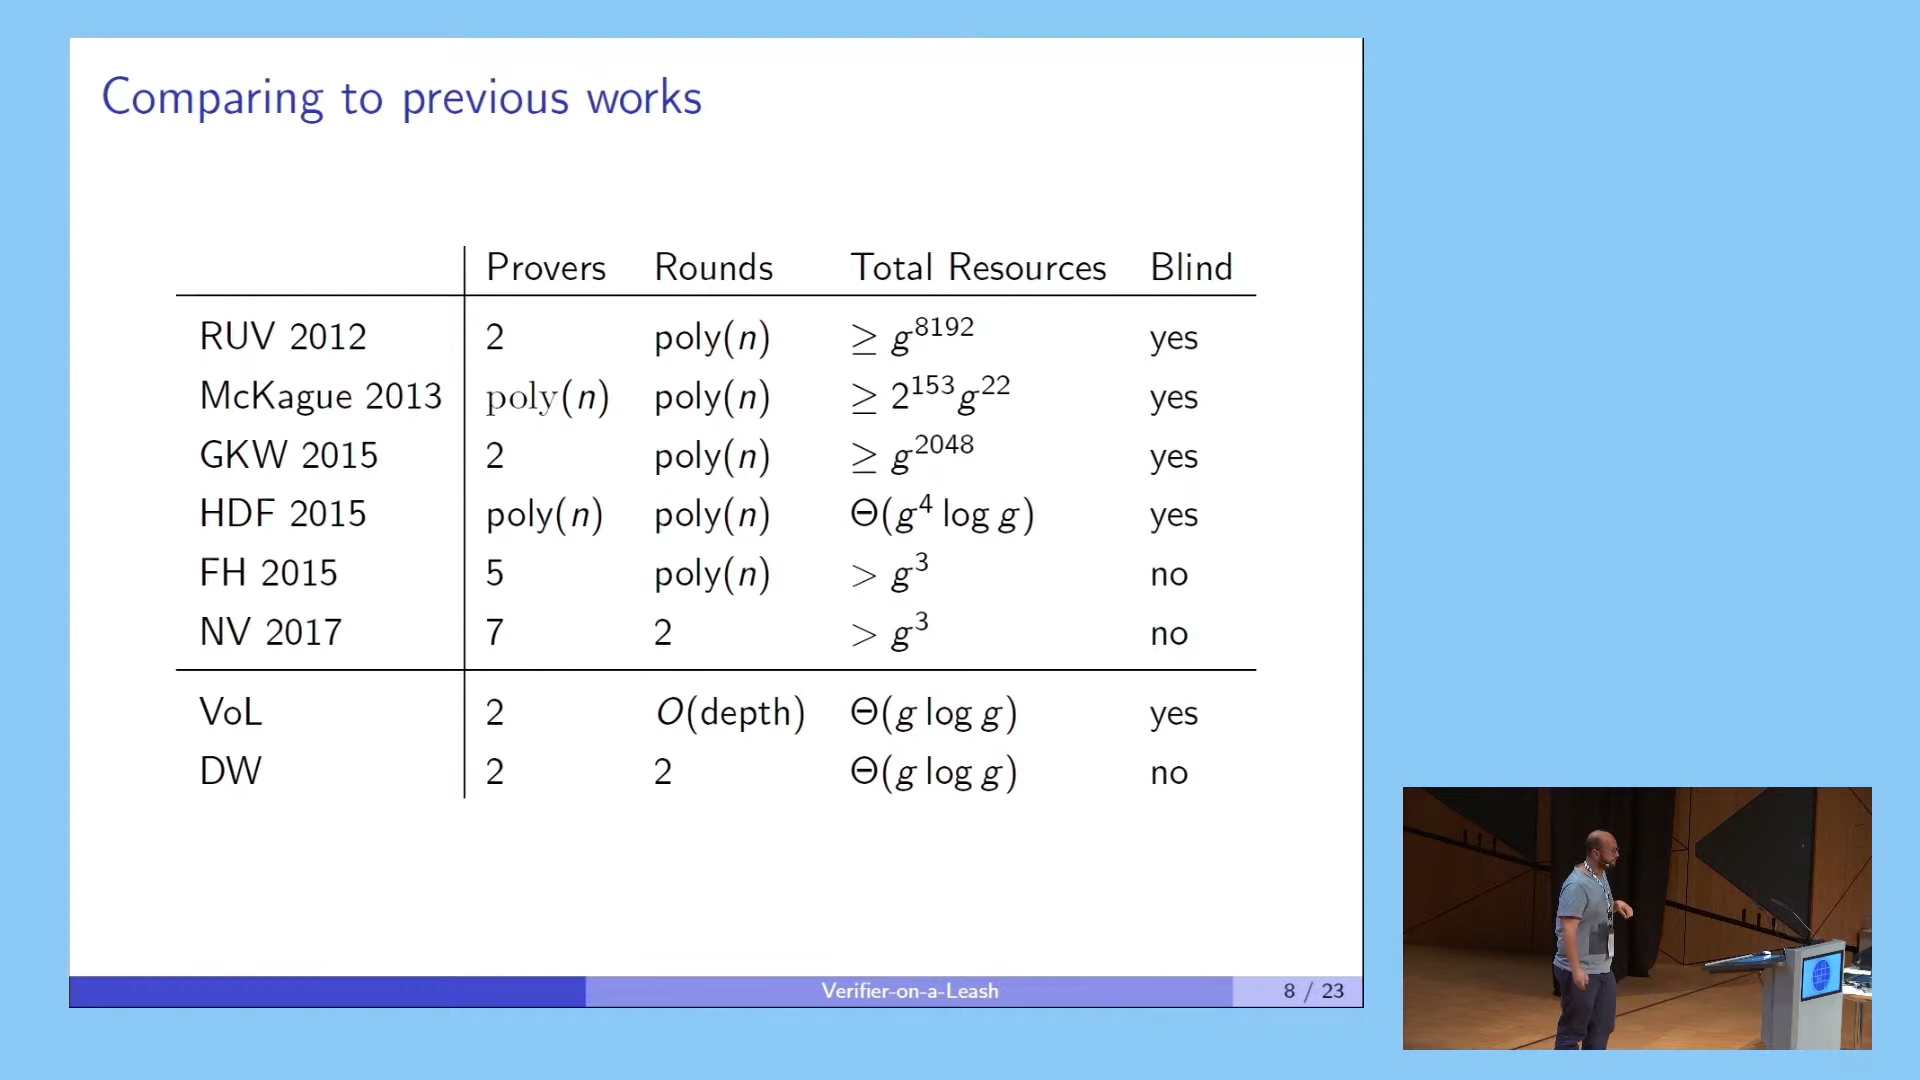 Comparing to previous works
Provers Rounds Total Resources Blind
RUV 2012 2 poly(n) ≥ g^8192 yes
McKague 2013 poly(n) poly(n) ≥ 2^153 g^22 yes
GKW 2015 2 poly(n) ≥ g^2048 yes
HDF 2015 poly(n) poly(n) Θ(g^4 log g) yes
FH 2015 5 poly(n) > g^3 no
NV 2017 7 2 > g^3 no
VoL 2 O(depth) Θ(g log g) yes
DW 2 2 Θ(g log g) no
Verifier-on-a-Leash 8 / 23